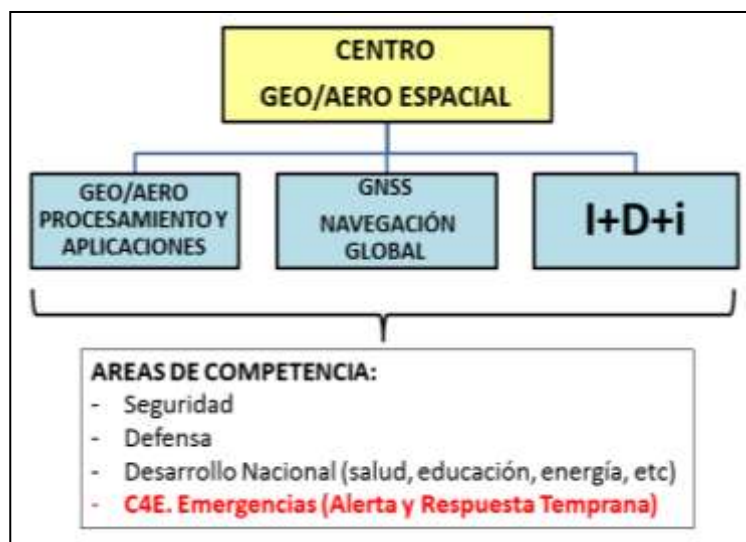 CENTRO
GEO/AERO ESPACIAL
GEO/AERO
PROCESAMIENTO Y
APLICACIONES
GNSS
NAVEGACIÓN
GLOBAL
I+D+i
AREAS DE COMPETENCIA:
- Seguridad
- Defensa
- Desarrollo Nacional (salud, educación, energía, etc)
- C4E. Emergencias (Alerta y Respuesta Temprana)